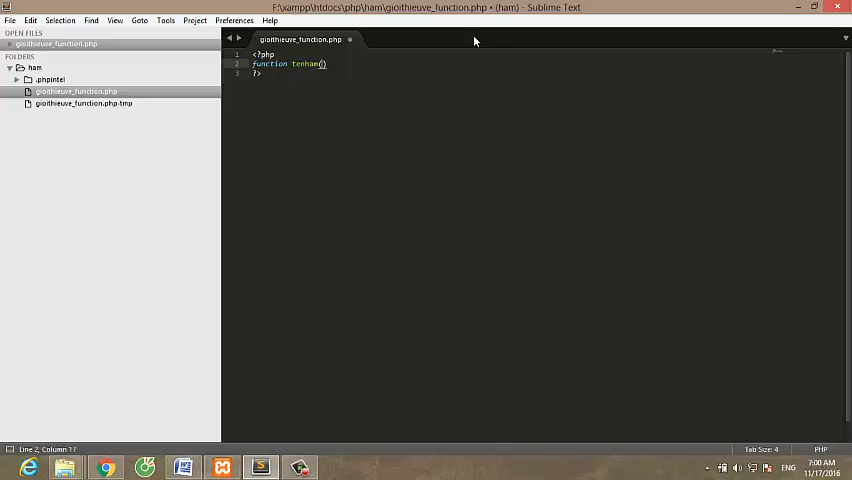 F:\xampp\htdocs\php\ham\gioithieuve_function.php • (ham) - Sublime Text
File Edit Selection Find View Goto Tools Project Preferences Help
OPEN FILES
gioithieuve_function.php
FOLDERS
ham
.phpintel
gioithieuve_function.php
gioithieuve_function.php-tmp
gioithieuve_function.php
1 <?php
2 function tenham()
3 ?>
Line 2, Column 17
Tab Size: 4
PHP
ENG
7:00 AM
11/17/2016